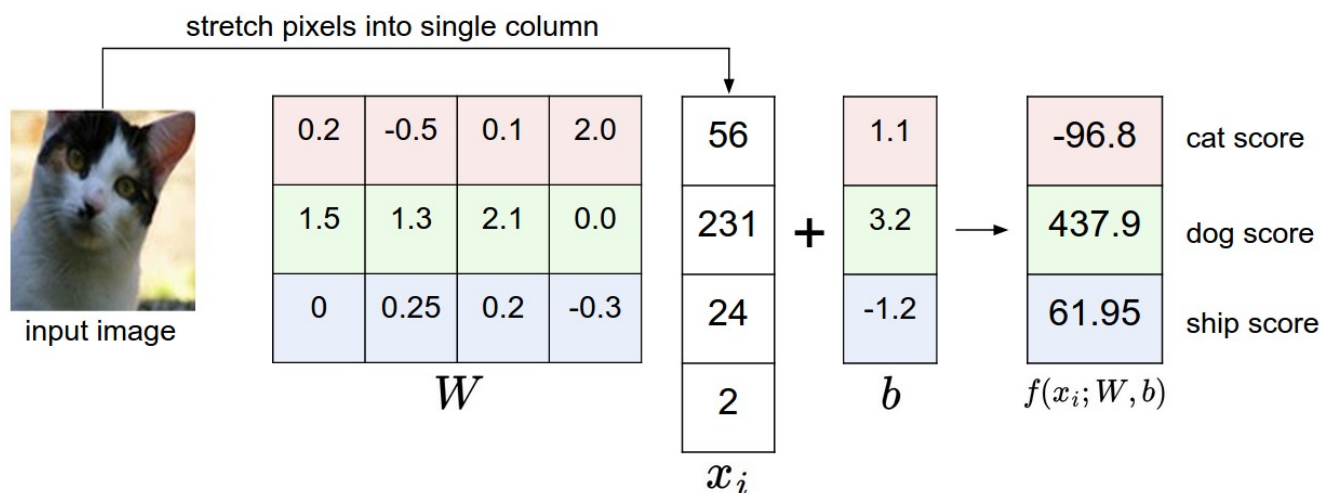 stretch pixels into single column
0.2 -0.5 0.1 2.0 56 1.1 -96.8 cat score
1.5 1.3 2.1 0.0 231 + 3.2 437.9 dog score
0 0.25 0.2 -0.3 24 -1.2 61.95 ship score
input image
W b f(x_i; W, b)
2
x_i